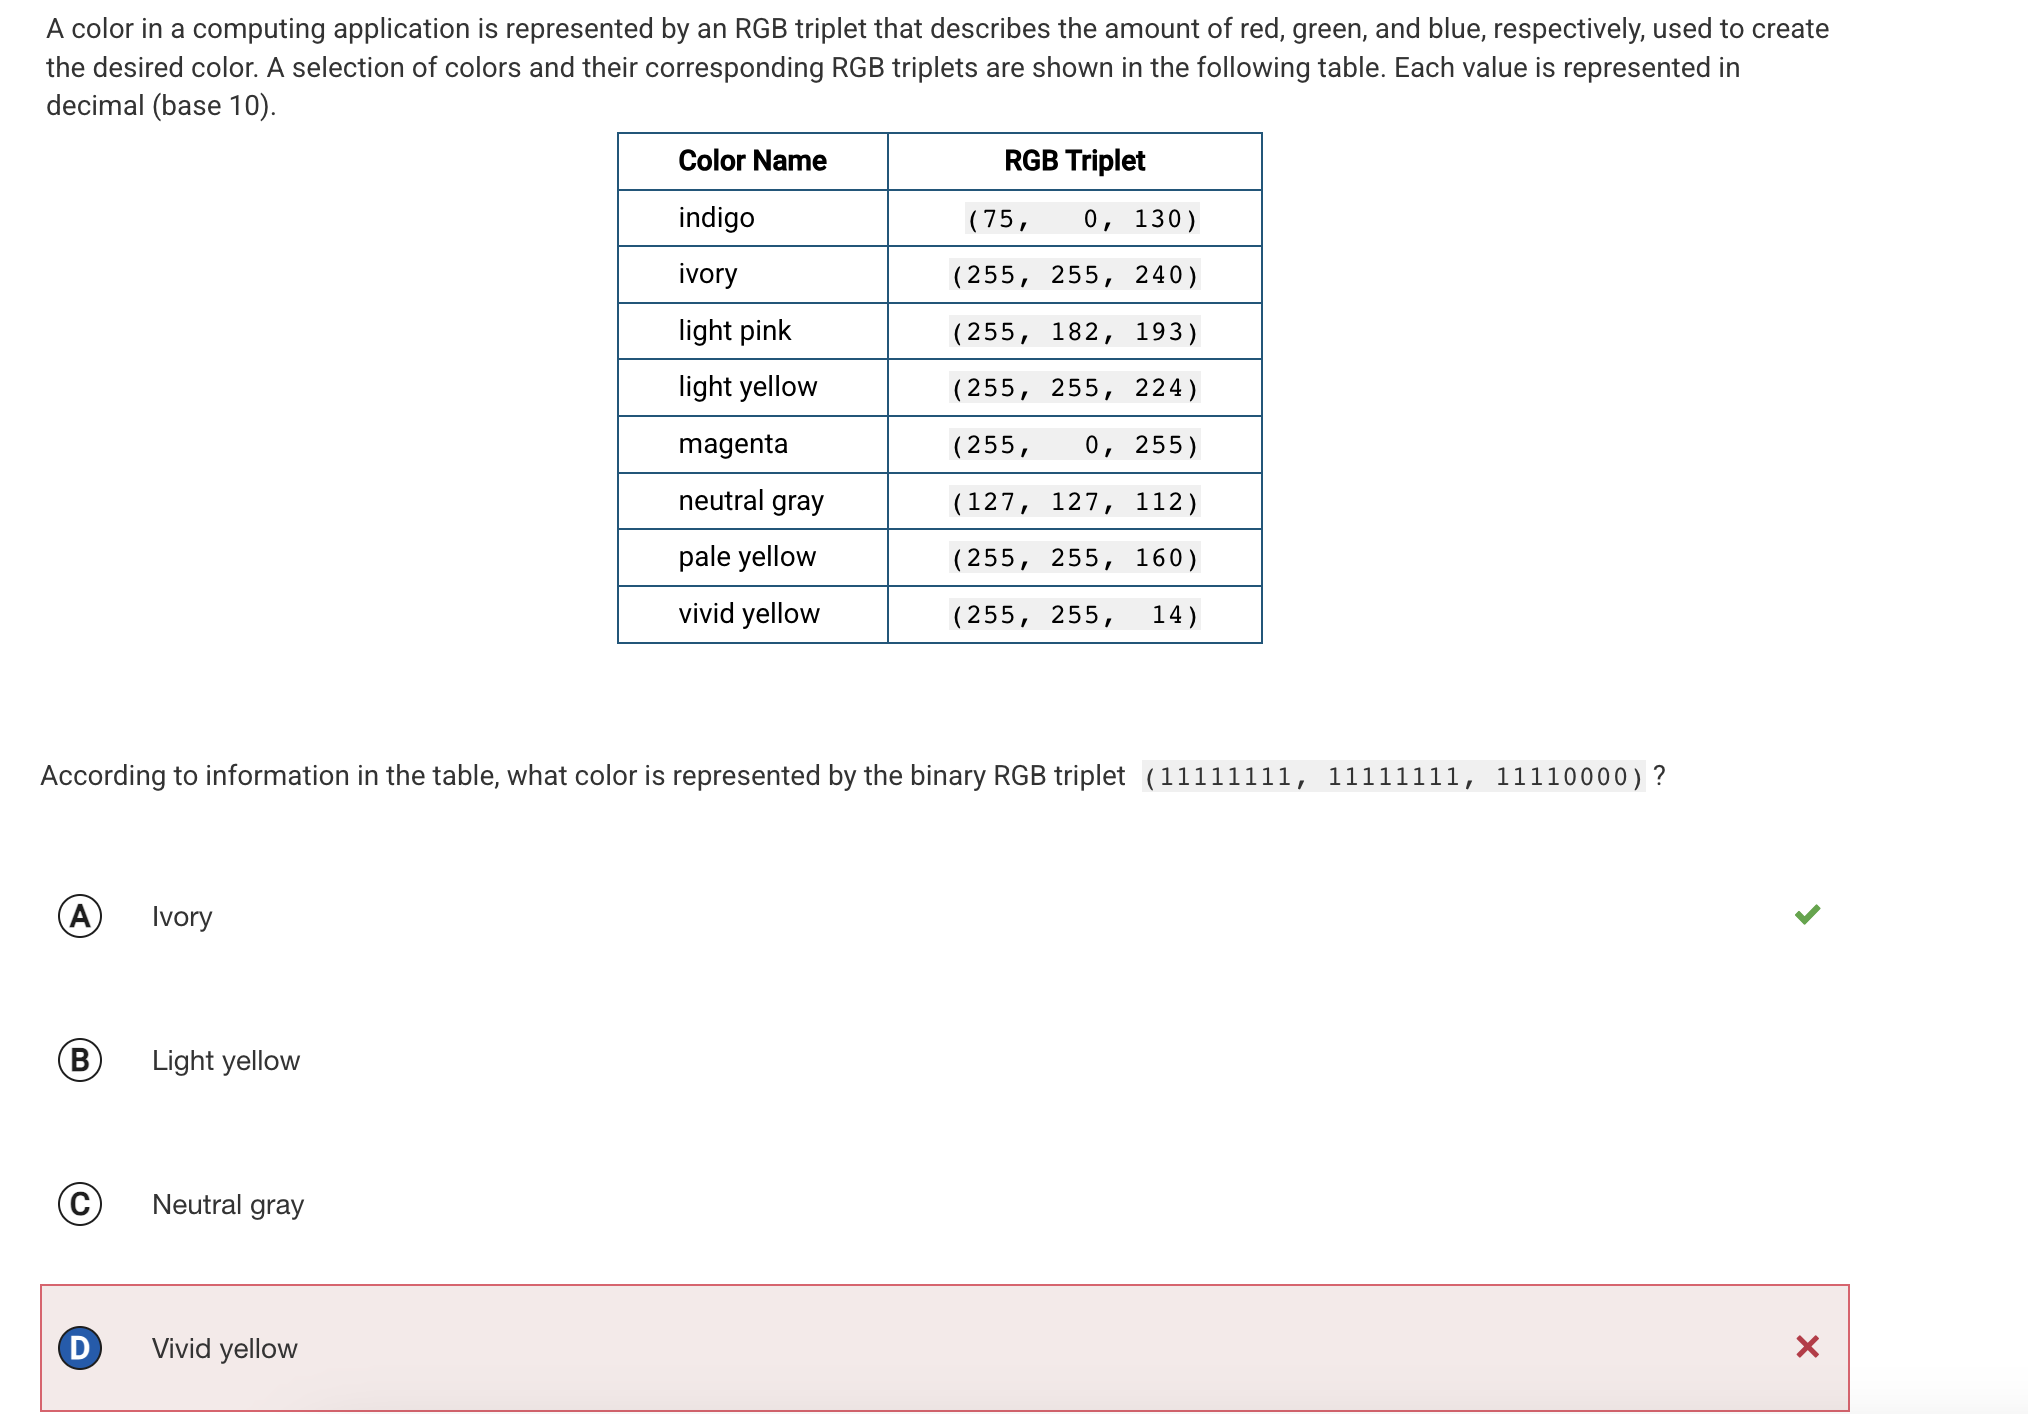 A color in a computing application is represented by an RGB triplet that describes the amount of red, green, and blue, respectively, used to create
the desired color. A selection of colors and their corresponding RGB triplets are shown in the following table. Each value is represented in
decimal (base 10).
Color Name RGB Triplet
indigo (75, 0, 130)
ivory (255, 255, 240)
light pink (255, 182, 193)
light yellow (255, 255, 224)
magenta (255, 0, 255)
neutral gray (127, 127, 112)
pale yellow (255, 255, 160)
vivid yellow (255, 255, 14)
According to information in the table, what color is represented by the binary RGB triplet (11111111, 11111111, 11110000) ?
A Ivory
B Light yellow
C Neutral gray
D Vivid yellow